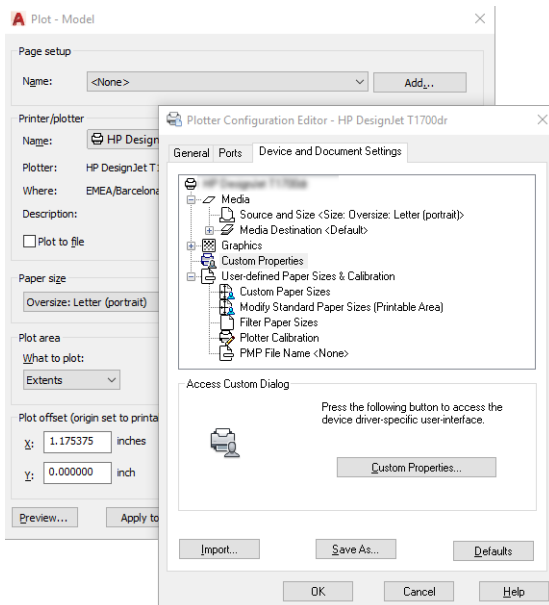 Plot - Model
Page setup
Name: <None> Add...
Printer/plotter
Name: HP Design
Plotter: HP DesignJet T1
Where: EMEA/Barcelona
Description:
Plot to file
Paper size
Oversize: Letter (portrait)
Plot area
What to plot:
Extents
Plot offset (origin set to printa
X: 1.175375 inches
Y: 0.000000 inch
Preview... Apply to
Plotter Configuration Editor - HP DesignJet T1700dr
General Ports Device and Document Settings
Media
Source and Size <Size: Oversize: Letter (portrait)>
Media Destination <Default>
Graphics
Custom Properties
User-defined Paper Sizes & Calibration
Custom Paper Sizes
Modify Standard Paper Sizes (Printable Area)
Filter Paper Sizes
Plotter Calibration
PMP File Name <None>
Access Custom Dialog
Press the following button to access the
device driver-specific user-interface.
Custom Properties...
Import... Save As... Defaults
OK Cancel Help